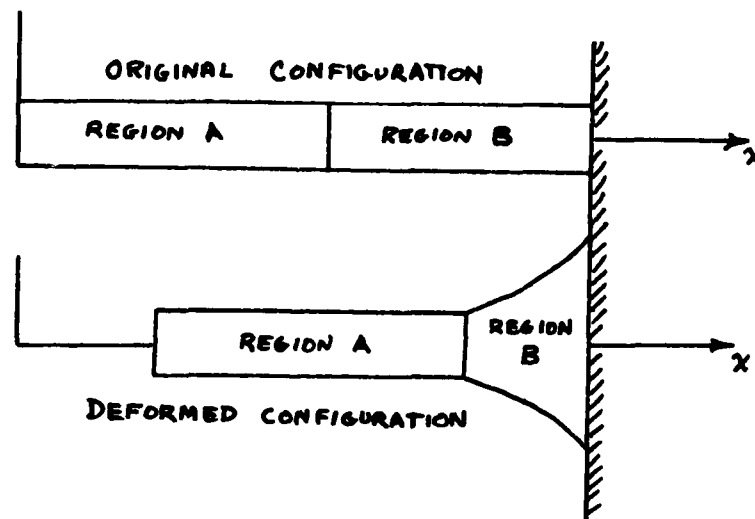 ORIGINAL CONFIGURATION
REGION A
REGION B
x
REGION A
REGION
B
x
DEFORMED CONFIGURATION